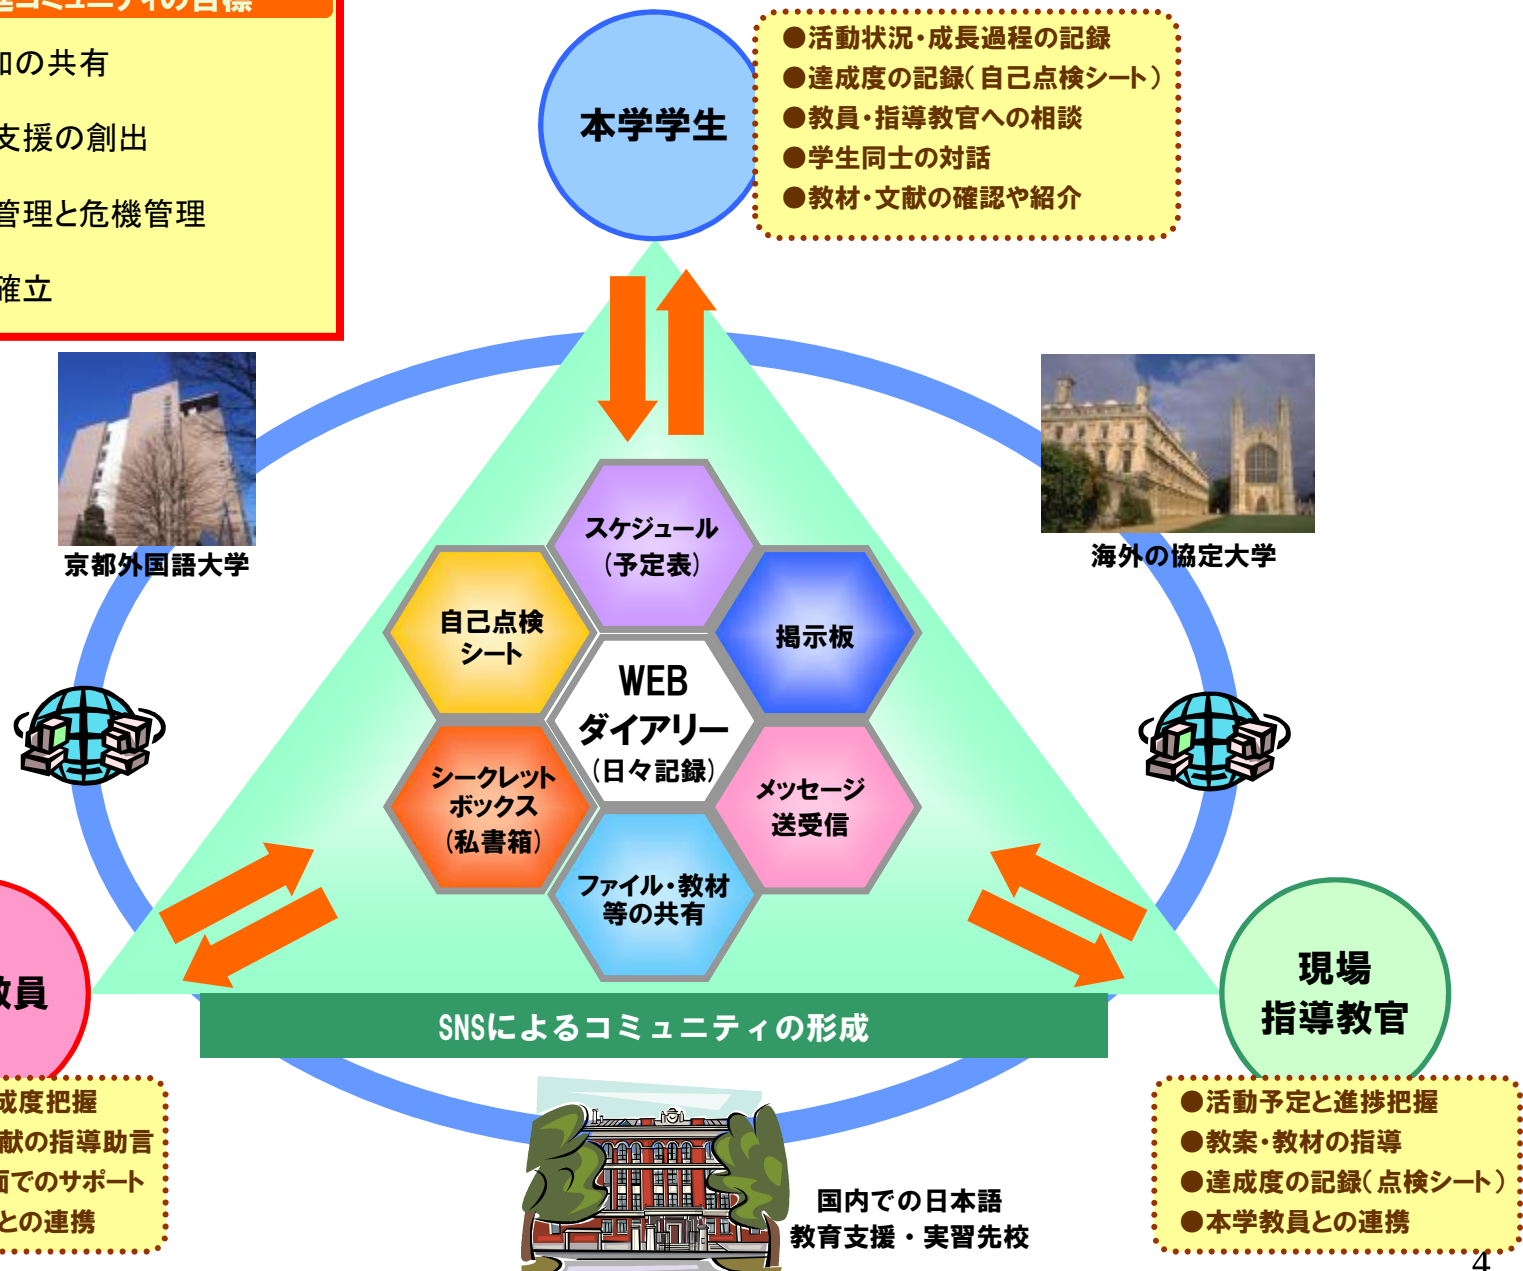 コミュニティの目標
加の共有
支援の創出
管理と危機管理
確立
本学学生
●活動状況・成長過程の記録
●達成度の記録(自己点検シート)
●教員・指導教官への相談
●学生同士の対話
●教材・文献の確認や紹介
京都外国語大学
海外の協定大学
スケジュール
(予定表)
自己点検
シート
掲示板
WEB
ダイアリー
(日々記録)
シークレット
ボックス
(私書箱)
メッセージ
送受信
ファイル・教材
等の共有
教員
現場
指導教官
SNSによるコミュニティの形成
成度把握
献の指導助言
面でのサポート
との連携
●活動予定と進捗把握
●教案・教材の指導
●達成度の記録(点検シート)
●本学教員との連携
国内での日本語
教育支援・実習先校
4